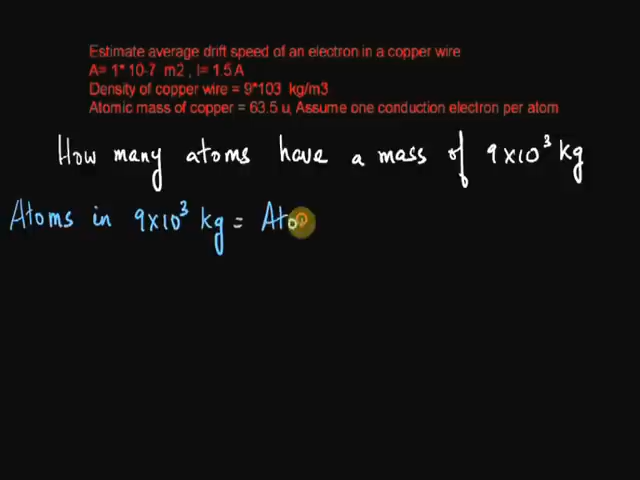 Estimate average drift speed of an electron in a copper wire
A= 1* 10-7 m2 , I= 1.5 A
Density of copper wire = 9*103 kg/m3
Atomic mass of copper = 63.5 u, Assume one conduction electron per atom
How many atoms have a mass of 9x10³ kg
Atoms in 9x10³ kg = Ato